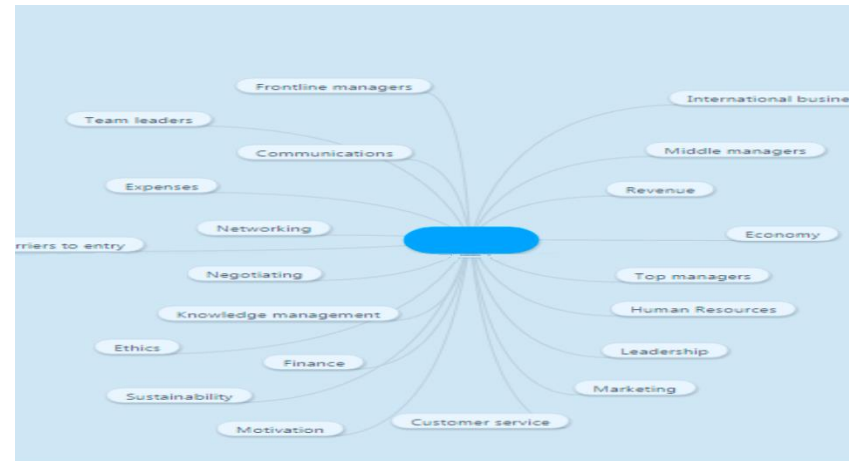 Frontline managers
International busine
Team leaders
Communications
Middle managers
Expenses
Revenue
Networking
Economy
rriers to entry
Negotiating
Top managers
Knowledge management
Human Resources
Ethics
Finance
Leadership
Sustainability
Marketing
Motivation
Customer service